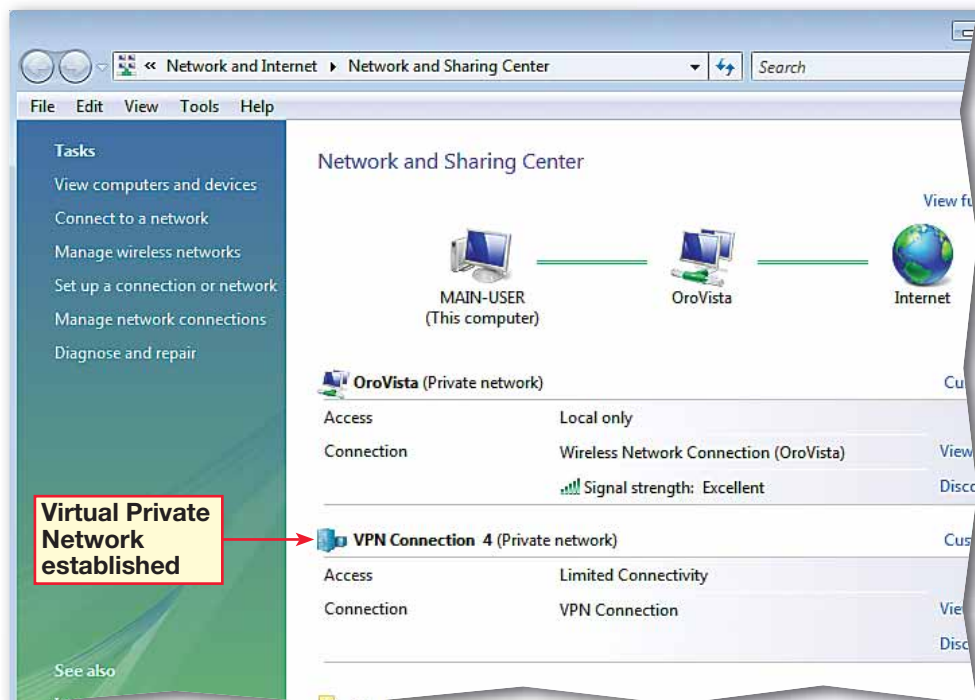 « Network and Internet ▸ Network and Sharing Center
Search
File Edit View Tools Help
Tasks
View computers and devices
Connect to a network
Manage wireless networks
Set up a connection or network
Manage network connections
Diagnose and repair
See also
Network and Sharing Center
View
MAIN-USER
(This computer)
OroVista
Internet
OroVista (Private network)
Access Local only
Connection Wireless Network Connection (OroVista)
View
Signal strength: Excellent
Virtual Private
Network
established
VPN Connection 4 (Private network)
Access Limited Connectivity
Connection VPN Connection